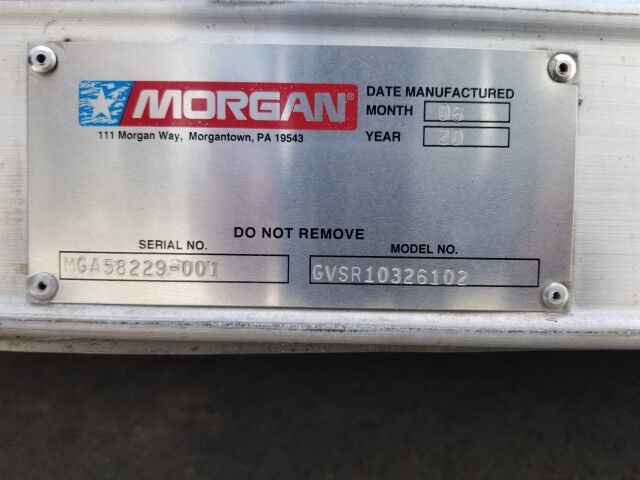 MORGAN®
111 Morgan Way, Morgantown, PA 19543
DATE MANUFACTURED
MONTH 06
YEAR 20
DO NOT REMOVE
SERIAL NO.
MGA58229-001
MODEL NO.
GVSR10326102